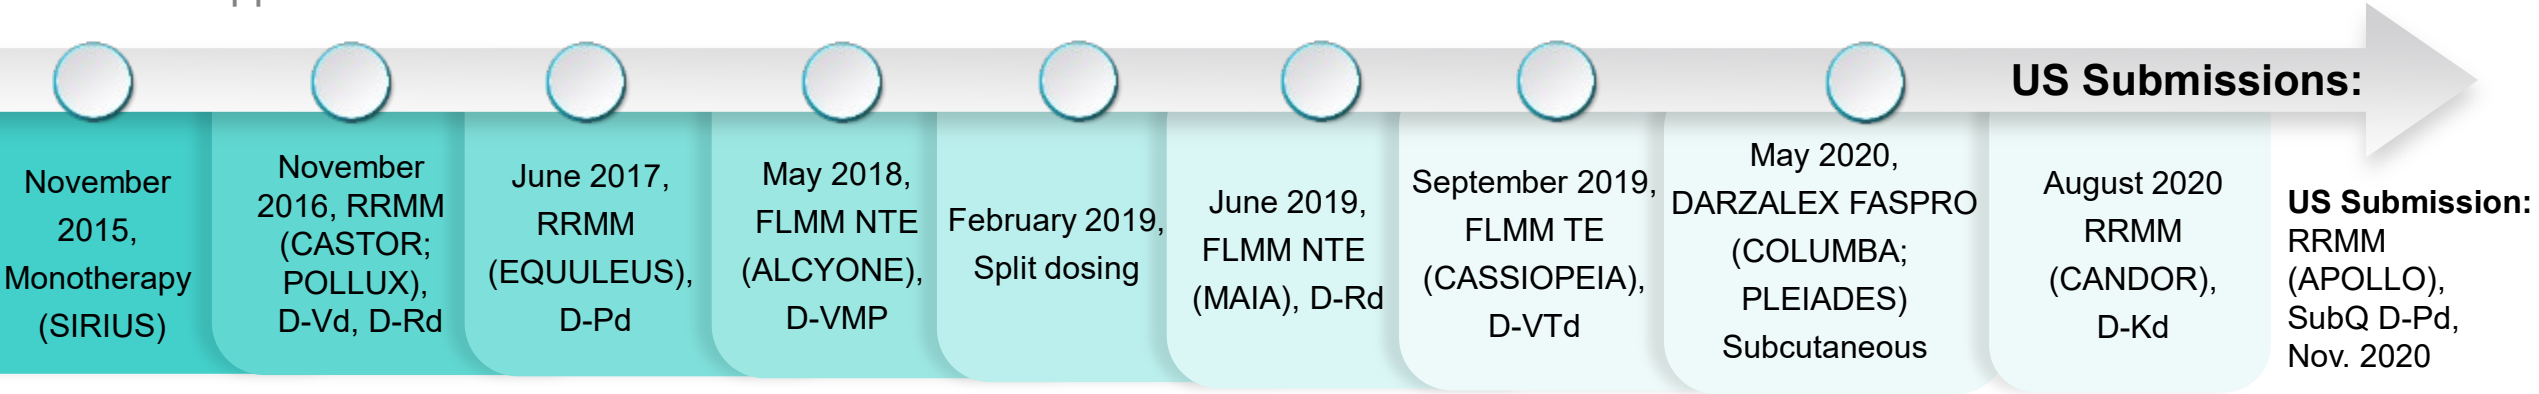 US Submissions:
November
2015,
Monotherapy
(SIRIUS)
November
2016, RRMM
(CASTOR;
POLLUX),
D-Vd, D-Rd
June 2017,
RRMM
(EQUULEUS),
D-Pd
May 2018,
FLMM NTE
(ALCYONE),
D-VMP
February 2019,
Split dosing
June 2019,
FLMM NTE
(MAIA), D-Rd
September 2019,
FLMM TE
(CASSIOPEIA),
D-VTd
May 2020,
DARZALEX FASPRO
(COLUMBA;
PLEIADES)
Subcutaneous
August 2020
RRMM
(CANDOR),
D-Kd
US Submission:
RRMM
(APOLLO),
SubQ D-Pd,
Nov. 2020